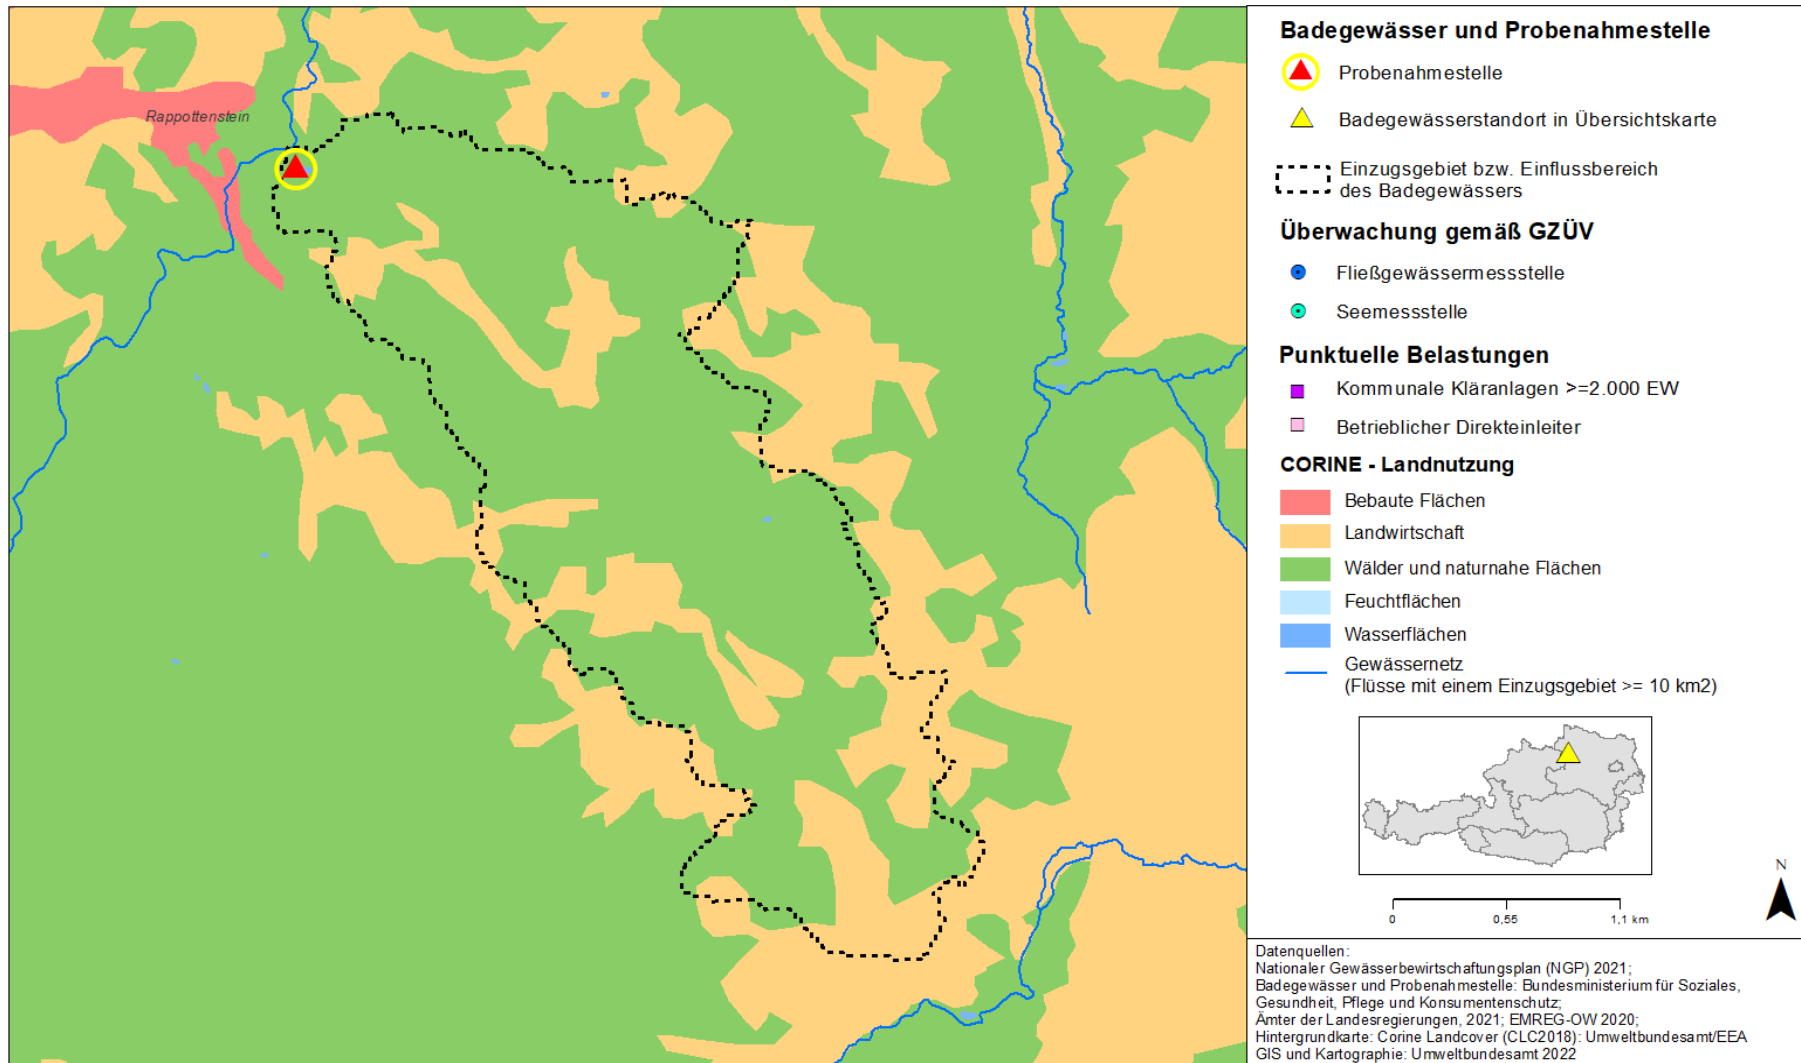 Rappottenstein
Badegewässer und Probenahmestelle
Probenahmestelle
Badegewässerstandort in Übersichtskarte
Einzugsgebiet bzw. Einflussbereich
des Badegewässers
Überwachung gemäß GZÜV
Fließgewässermessstelle
Seemessstelle
Punktuelle Belastungen
Kommunale Kläranlagen >=2.000 EW
Betrieblicher Direkteinleiter
CORINE - Landnutzung
Bebaute Flächen
Landwirtschaft
Wälder und naturnahe Flächen
Feuchtflächen
Wasserflächen
Gewässernetz
(Flüsse mit einem Einzugsgebiet >= 10 km2)
N
0 0,55 1,1 km
Datenquellen:
Nationaler Gewässerbewirtschaftungsplan (NGP) 2021;
Badegewässer und Probenahmestelle: Bundesministerium für Soziales,
Gesundheit, Pflege und Konsumentenschutz;
Ämter der Landesregierungen, 2021; EMREG-OW 2020;
Hintergrundkarte: Corine Landcover (CLC2018): Umweltbundesamt/EEA
GIS und Kartographie: Umweltbundesamt 2022